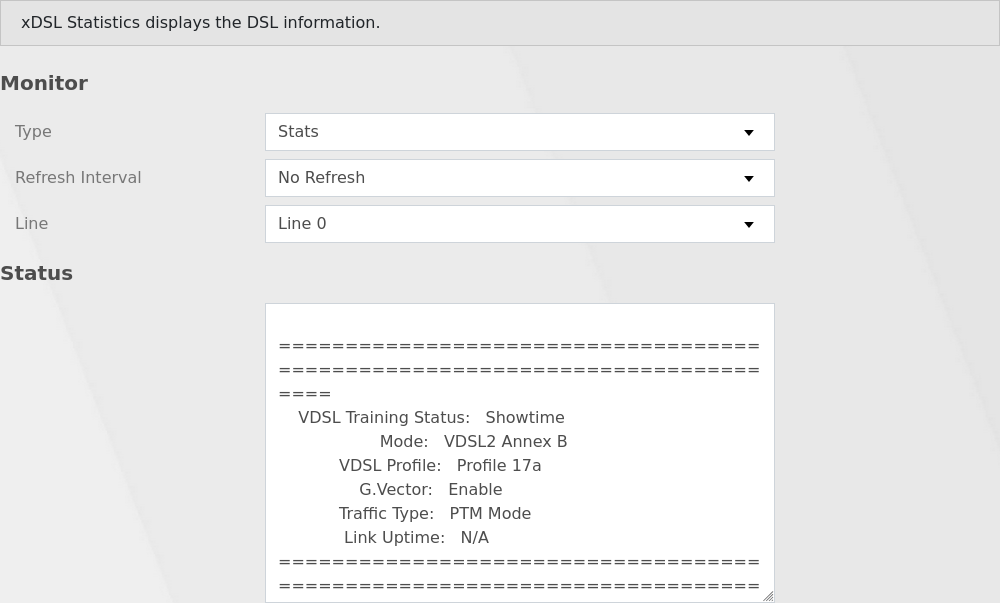 xDSL Statistics displays the DSL information.
Monitor
Type Stats
Refresh Interval No Refresh
Line Line 0
Status
====================================
====================================
====
VDSL Training Status: Showtime
Mode: VDSL2 Annex B
VDSL Profile: Profile 17a
G.Vector: Enable
Traffic Type: PTM Mode
Link Uptime: N/A
====================================
====================================